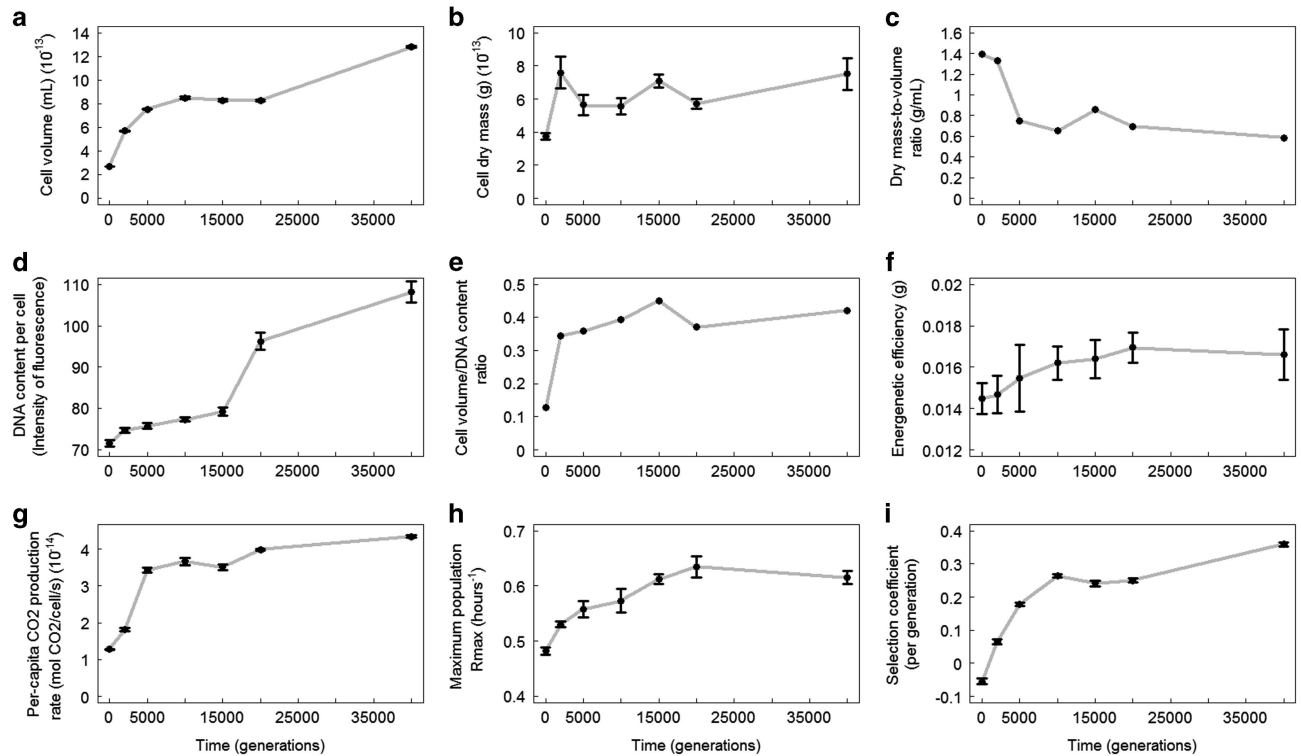 a
Cell volume (mL) (10^-13)
14
12
10
8
6
4
2
0
0 5000 15000 25000 35000
b
Cell dry mass (g) (10^-13)
10
8
6
4
2
0
0 5000 15000 25000 35000
c
Dry mass-to-volume
ratio (g/mL)
1.6
1.4
1.2
1
0.8
0.6
0.4
0.2
0
0 5000 15000 25000 35000
d
DNA content per cell
(Intensity of fluorescence)
110
100
90
80
70
0 5000 15000 25000 35000
e
Cell volume/DNA content
ratio
0.5
0.4
0.3
0.2
0.1
0
0 5000 15000 25000 35000
f
Energenetic efficiency (g)
0.02
0.018
0.016
0.014
0.012
0 5000 15000 25000 35000
g
Per-capita CO2 production
rate (mol CO2/cell/s) (10^-14)
4
3
2
1
0
0 5000 15000 25000 35000
Time (generations)
h
Maximum population
Rmax (hours^-1)
0.7
0.6
0.5
0.4
0 5000 15000 25000 35000
Time (generations)
i
Selection coefficient
(per generation)
0.4
0.3
0.2
0.1
0
-0.1
0 5000 15000 25000 35000
Time (generations)